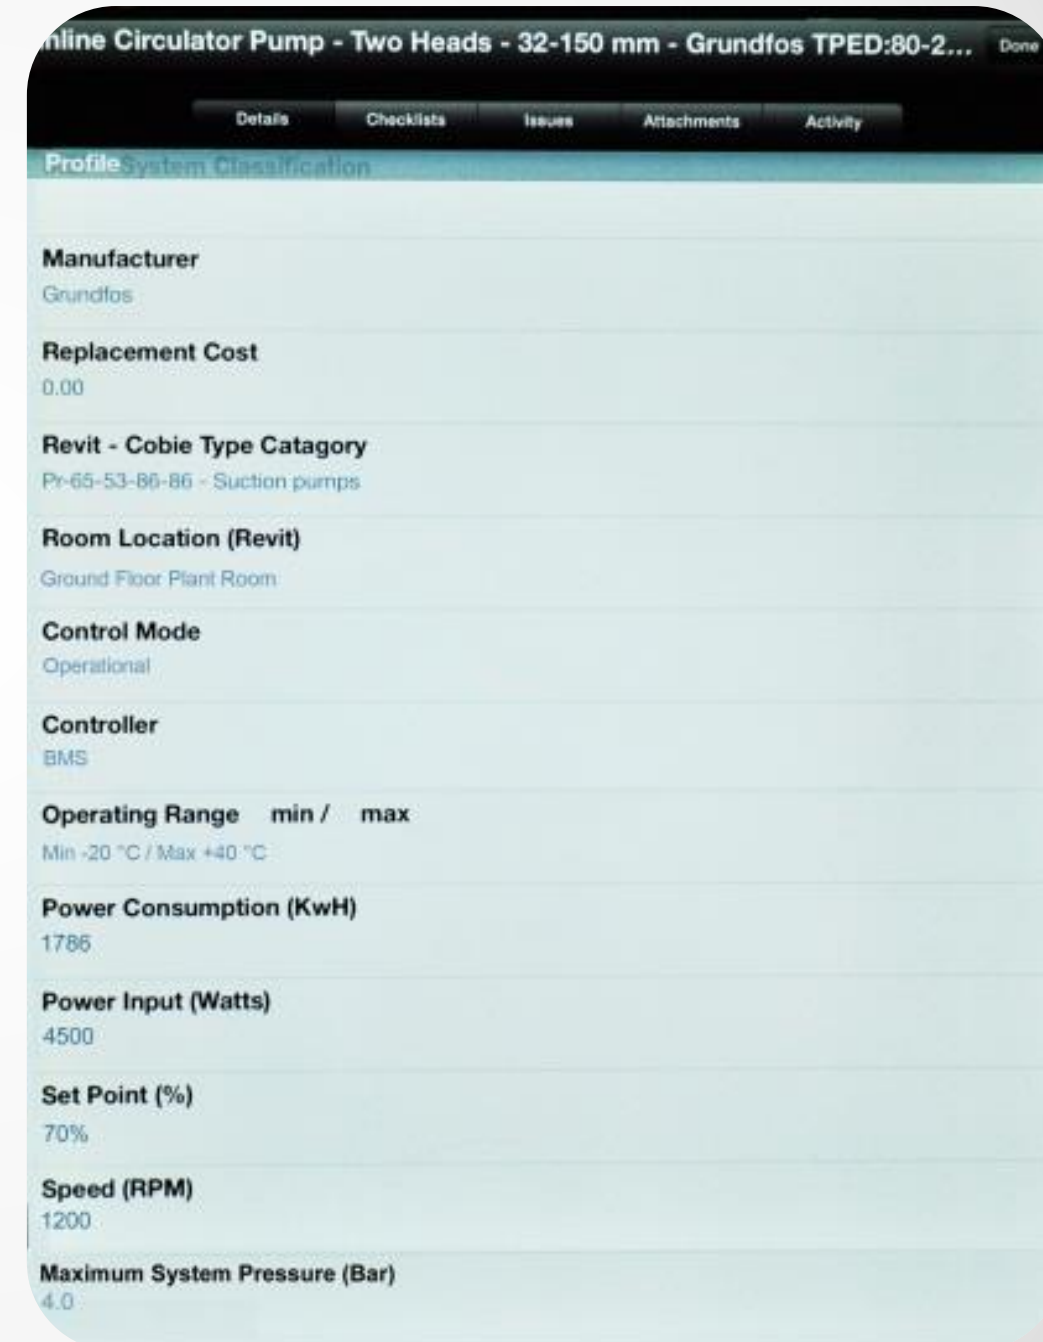 nline Circulator Pump - Two Heads - 32-150 mm - Grundfos TPED:80-2...
Done
Details
Checklists
Issues
Attachments
Activity
Profile System Classification
Manufacturer
Grundfos
Replacement Cost
0.00
Revit - Cobie Type Catagory
Pr-65-53-86-86 - Suction pumps
Room Location (Revit)
Ground Floor Plant Room
Control Mode
Operational
Controller
BMS
Operating Range min / max
Min -20 °C / Max +40 °C
Power Consumption (KwH)
1786
Power Input (Watts)
4500
Set Point (%)
70%
Speed (RPM)
1200
Maximum System Pressure (Bar)
4.0